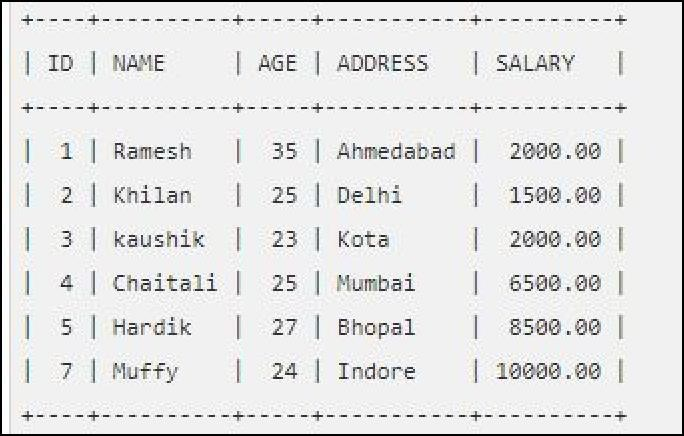 +----+----------+-----+-----------+----------+
| ID | NAME     | AGE | ADDRESS   | SALARY   |
+----+----------+-----+-----------+----------+
|  1 | Ramesh   |  35 | Ahmedabad |  2000.00 |
|  2 | Khilan   |  25 | Delhi     |  1500.00 |
|  3 | kaushik  |  23 | Kota      |  2000.00 |
|  4 | Chaitali |  25 | Mumbai    |  6500.00 |
|  5 | Hardik   |  27 | Bhopal    |  8500.00 |
|  7 | Muffy    |  24 | Indore    | 10000.00 |
+----+----------+-----+-----------+----------+